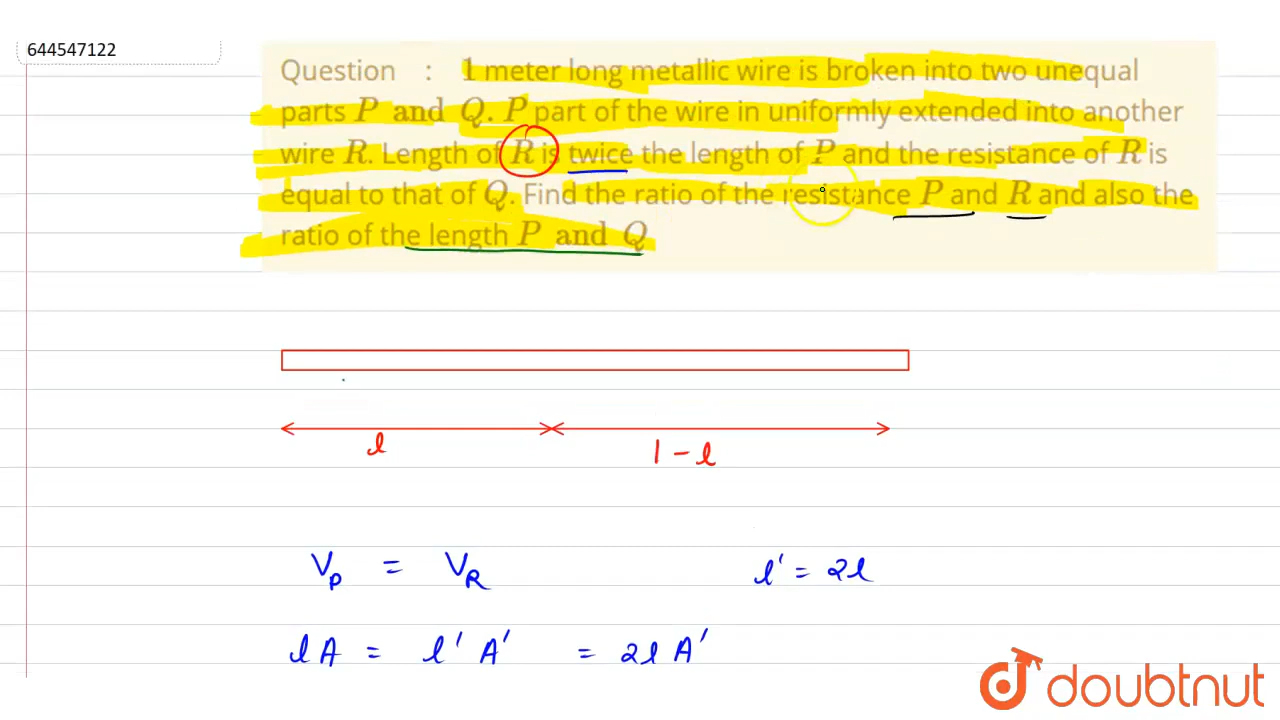 644547122
Question : 1 meter long metallic wire is broken into two unequal
parts P and Q. P part of the wire in uniformly extended into another
wire R. Length of R is twice the length of P and the resistance of R is
equal to that of Q. Find the ratio of the resistance P and R and also the
ratio of the length P and Q
l
1 - l
V_P = V_R
l' = 2l
lA = l' A' = 2l A'
doubtnut